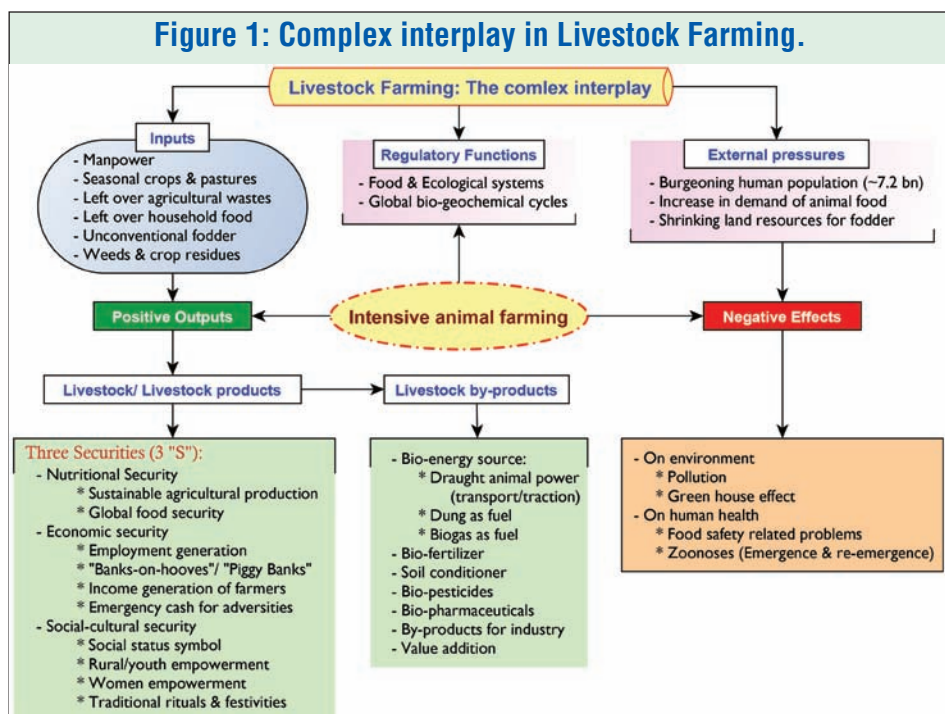 Figure 1: Complex interplay in Livestock Farming.
Livestock Farming: The comlex interplay
Inputs
- Manpower
- Seasonal crops & pastures
- Left over agricultural wastes
- Left over household food
- Unconventional fodder
- Weeds & crop residues
Regulatory Functions
- Food & Ecological systems
- Global bio-geochemical cycles
External pressures
- Burgeoning human population (~7.2 bn)
- Increase in demand of animal food
- Shrinking land resources for fodder
Positive Outputs
Intensive animal farming
Negative Effects
Livestock/ Livestock products
Livestock by-products
Three Securities (3 "S"):
- Nutritional Security
* Sustainable agricultural production
* Global food security
- Economic security
* Employment generation
* "Banks-on-hooves"/ "Piggy Banks"
* Income generation of farmers
* Emergency cash for adversities
- Social-cultural security
* Social status symbol
* Rural/youth empowerment
* Women empowerment
* Traditional rituals & festivities
- Bio-energy source:
* Draught animal power
(transport/traction)
* Dung as fuel
* Biogas as fuel
- Bio-fertilizer
- Soil conditioner
- Bio-pesticides
- Bio-pharmaceuticals
- By-products for industry
- Value addition
- On environment
* Pollution
* Green house effect
- On human health
* Food safety related problems
* Zoonoses (Emergence & re-emergence)